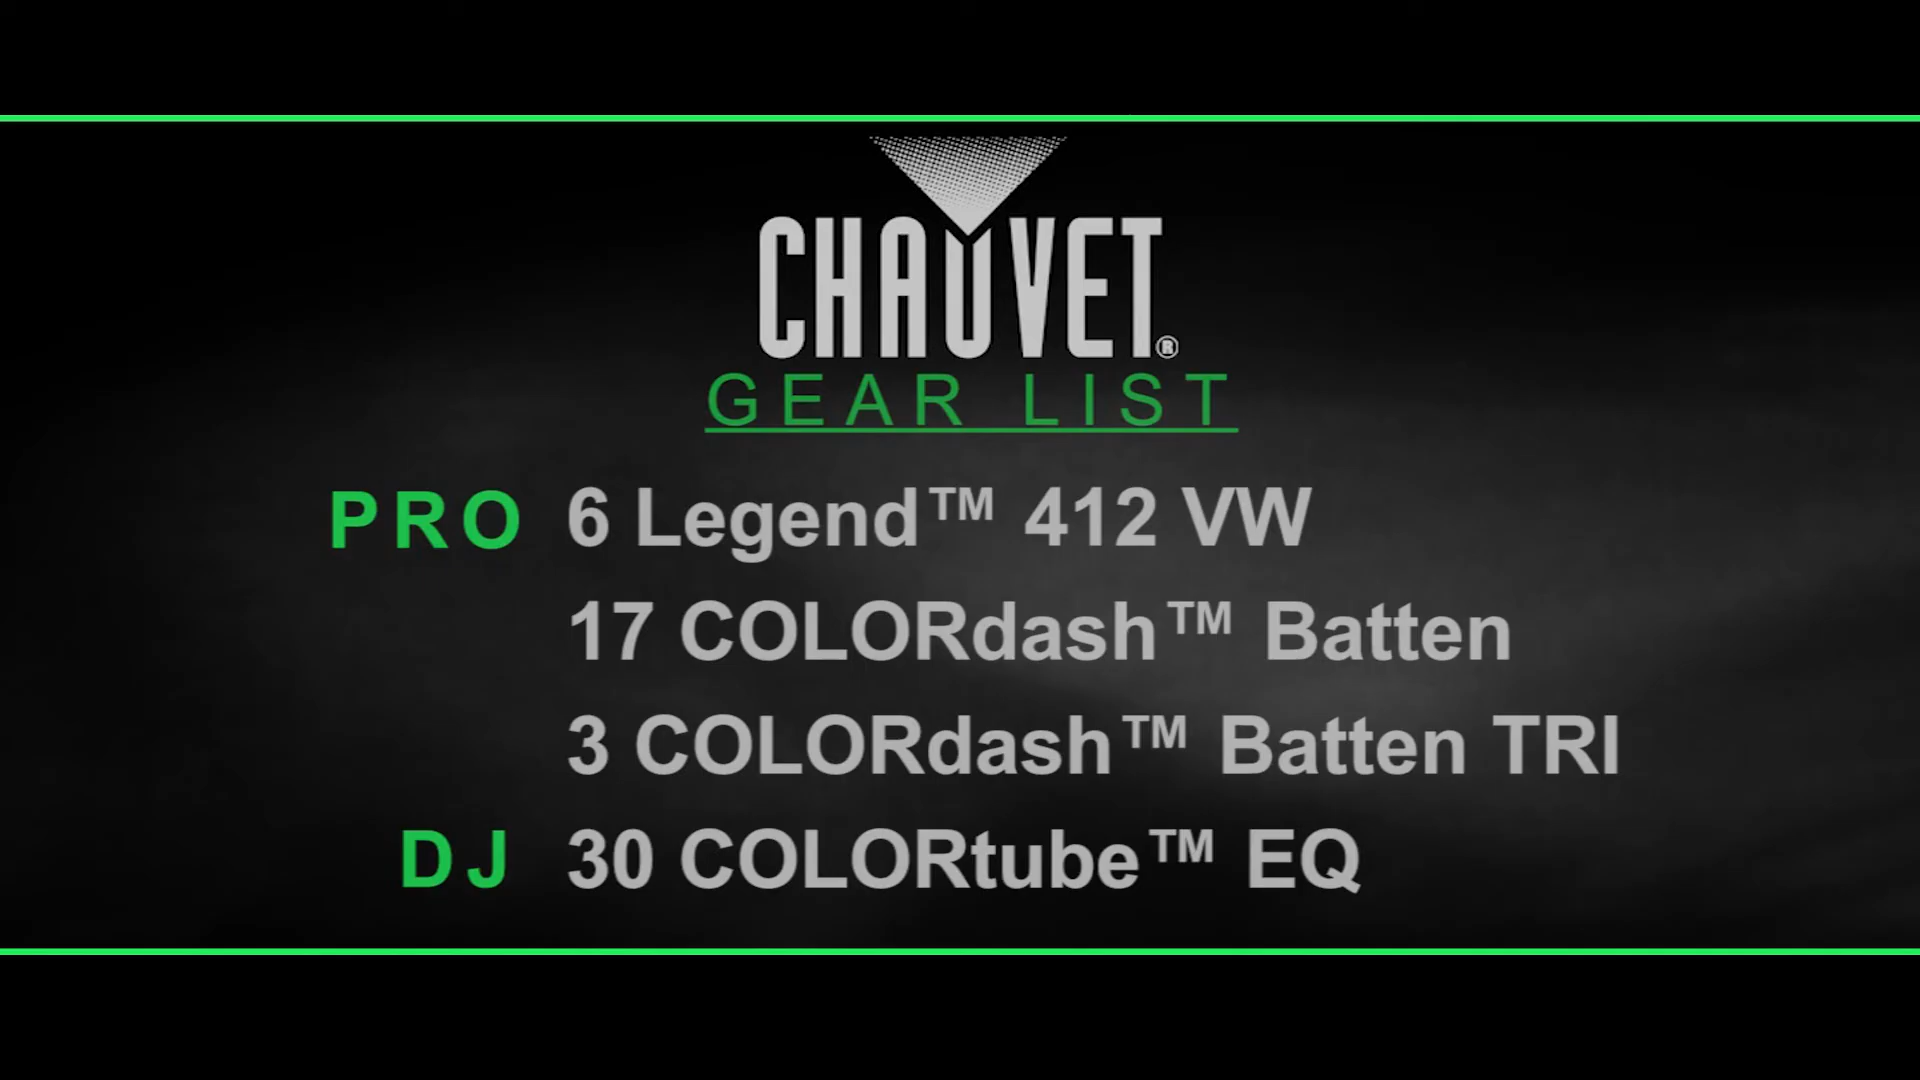 CHAUVET®
GEAR LIST
PRO 6 Legend™ 412 VW
17 COLORdash™ Batten
3 COLORdash™ Batten TRI
DJ 30 COLORtube™ EQ